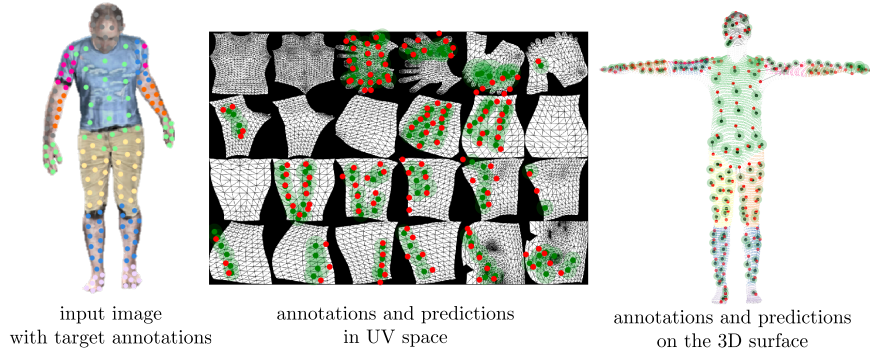 input image
with target annotations
annotations and predictions
in UV space
annotations and predictions
on the 3D surface